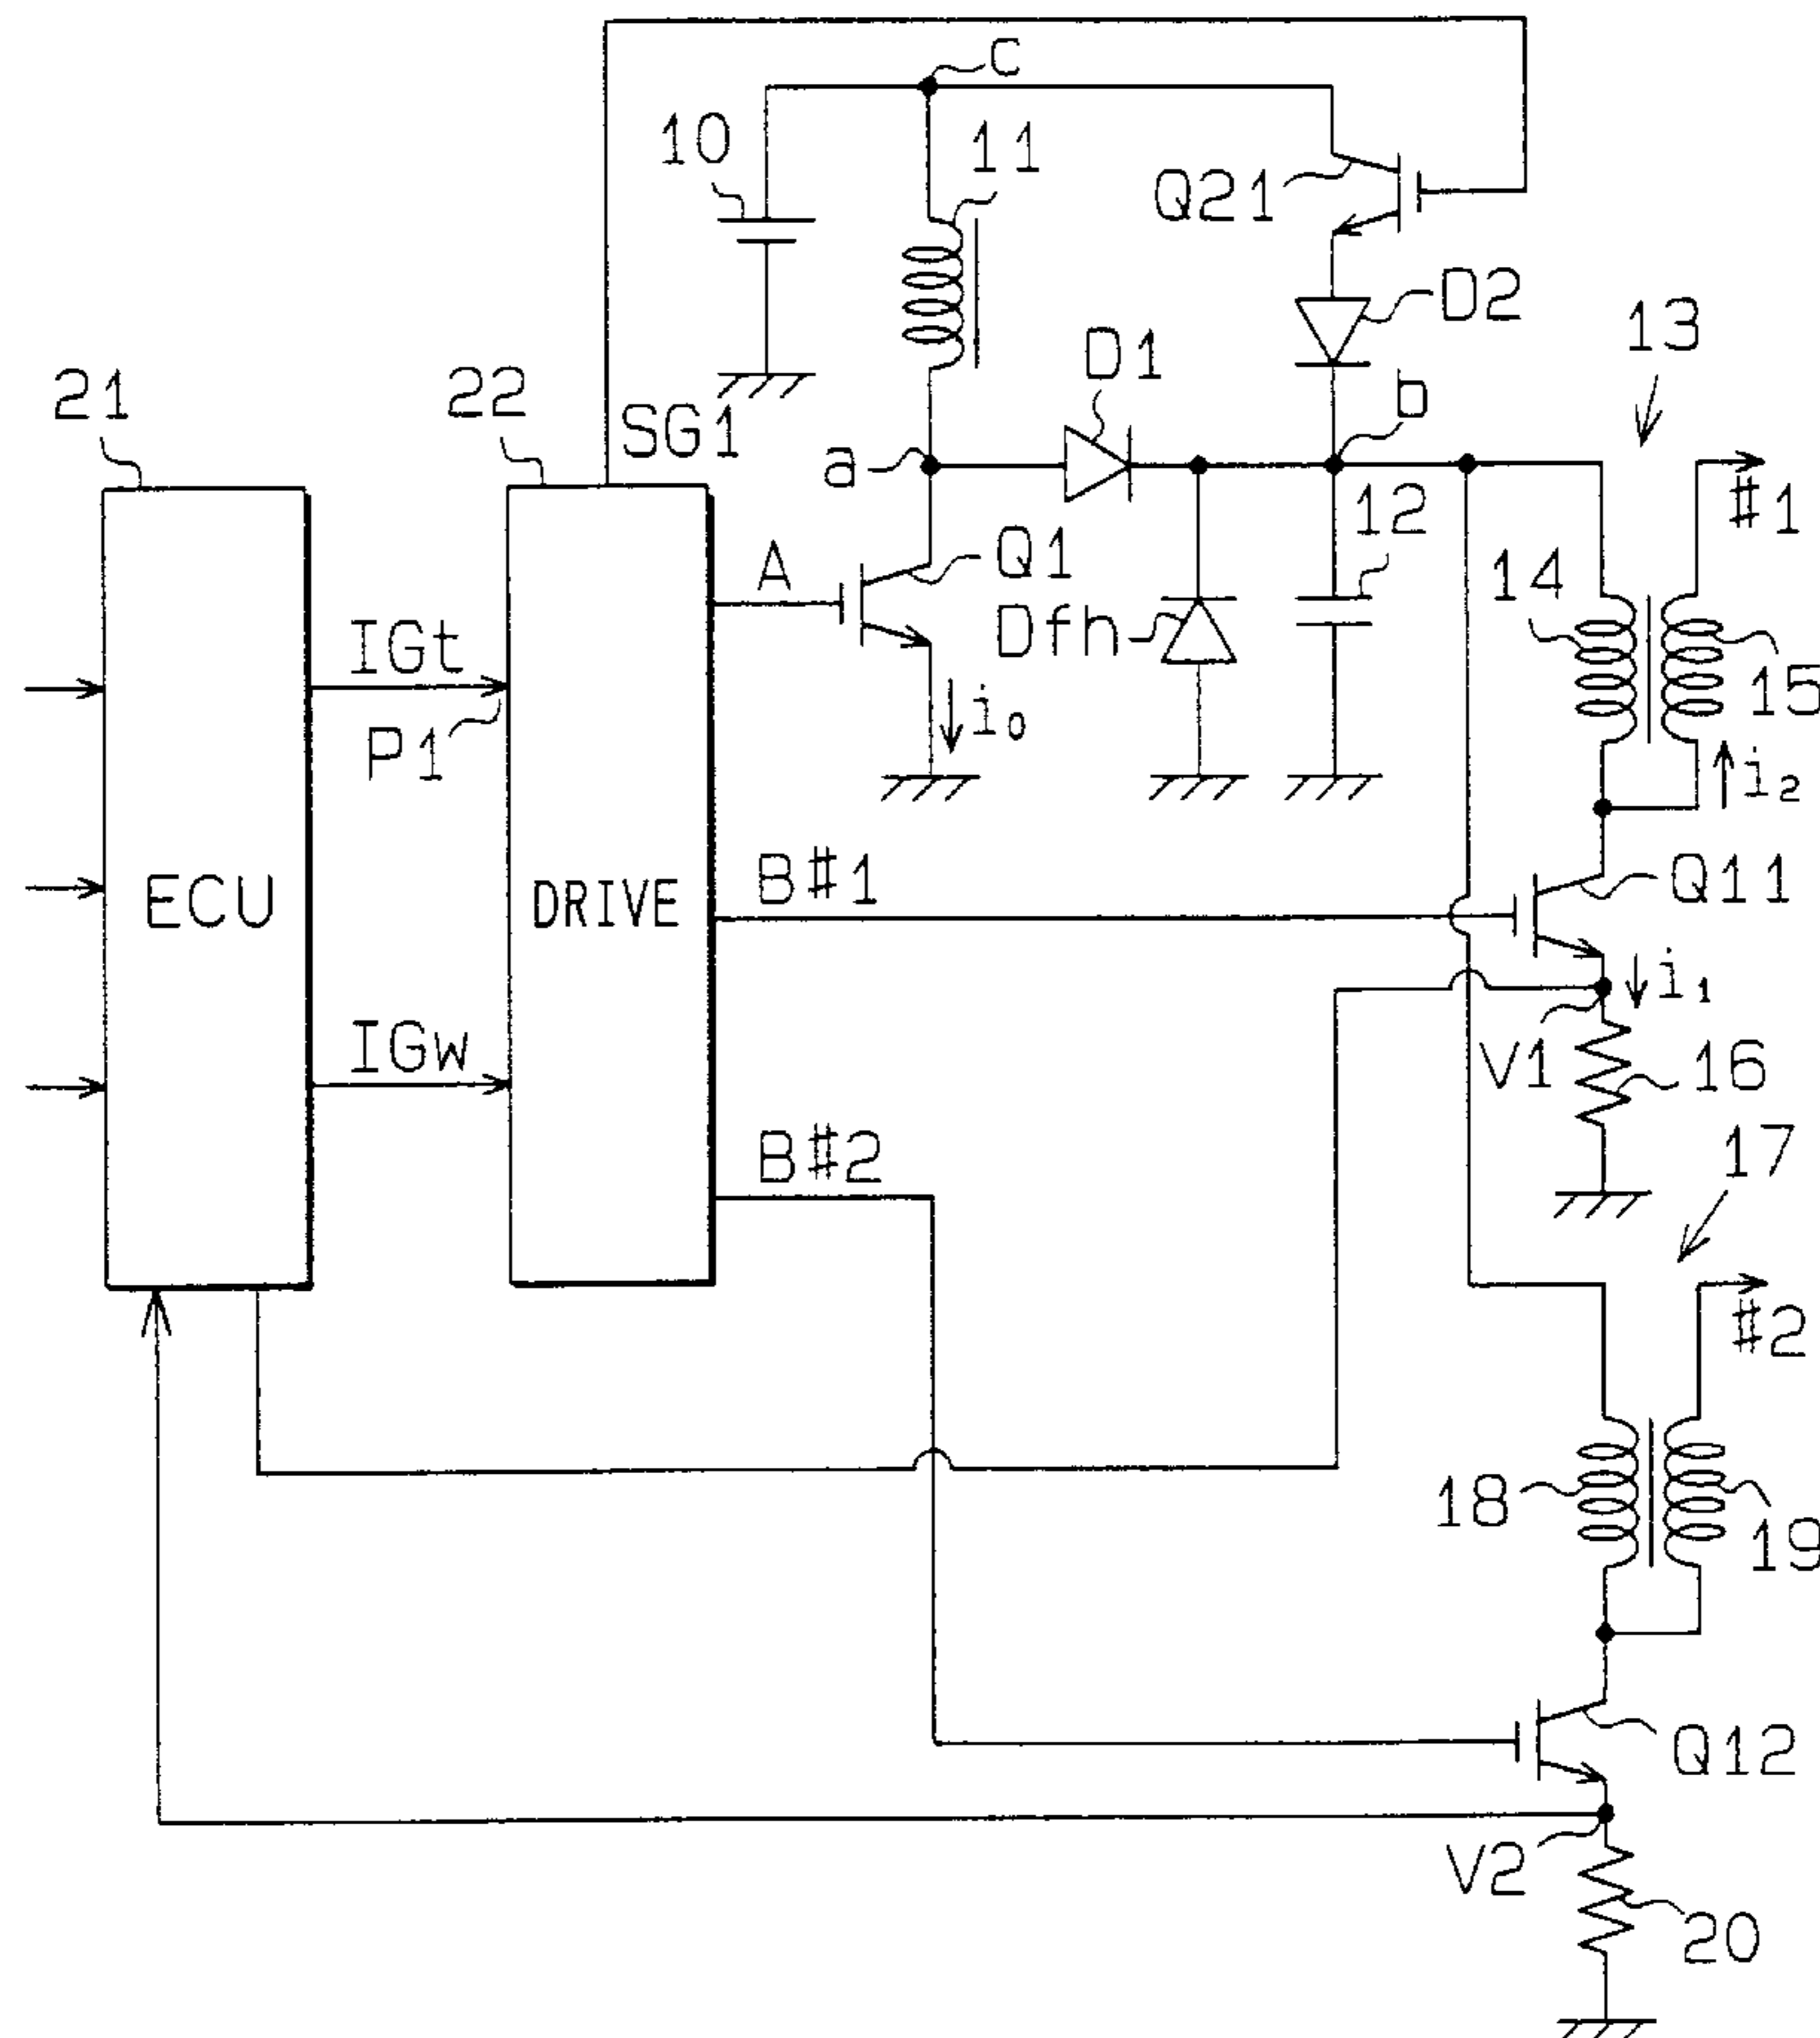 C
10
11
Q21
D2
13
D1
b
21
22
SG1
a
#1
12
14
A
Q1
Dfh
15
IGt
P1
i₀
i₂
ECU
DRIVE
B#1
Q11
i₁
V1
16
IGw
B#2
17
#2
18
19
Q12
V2
20